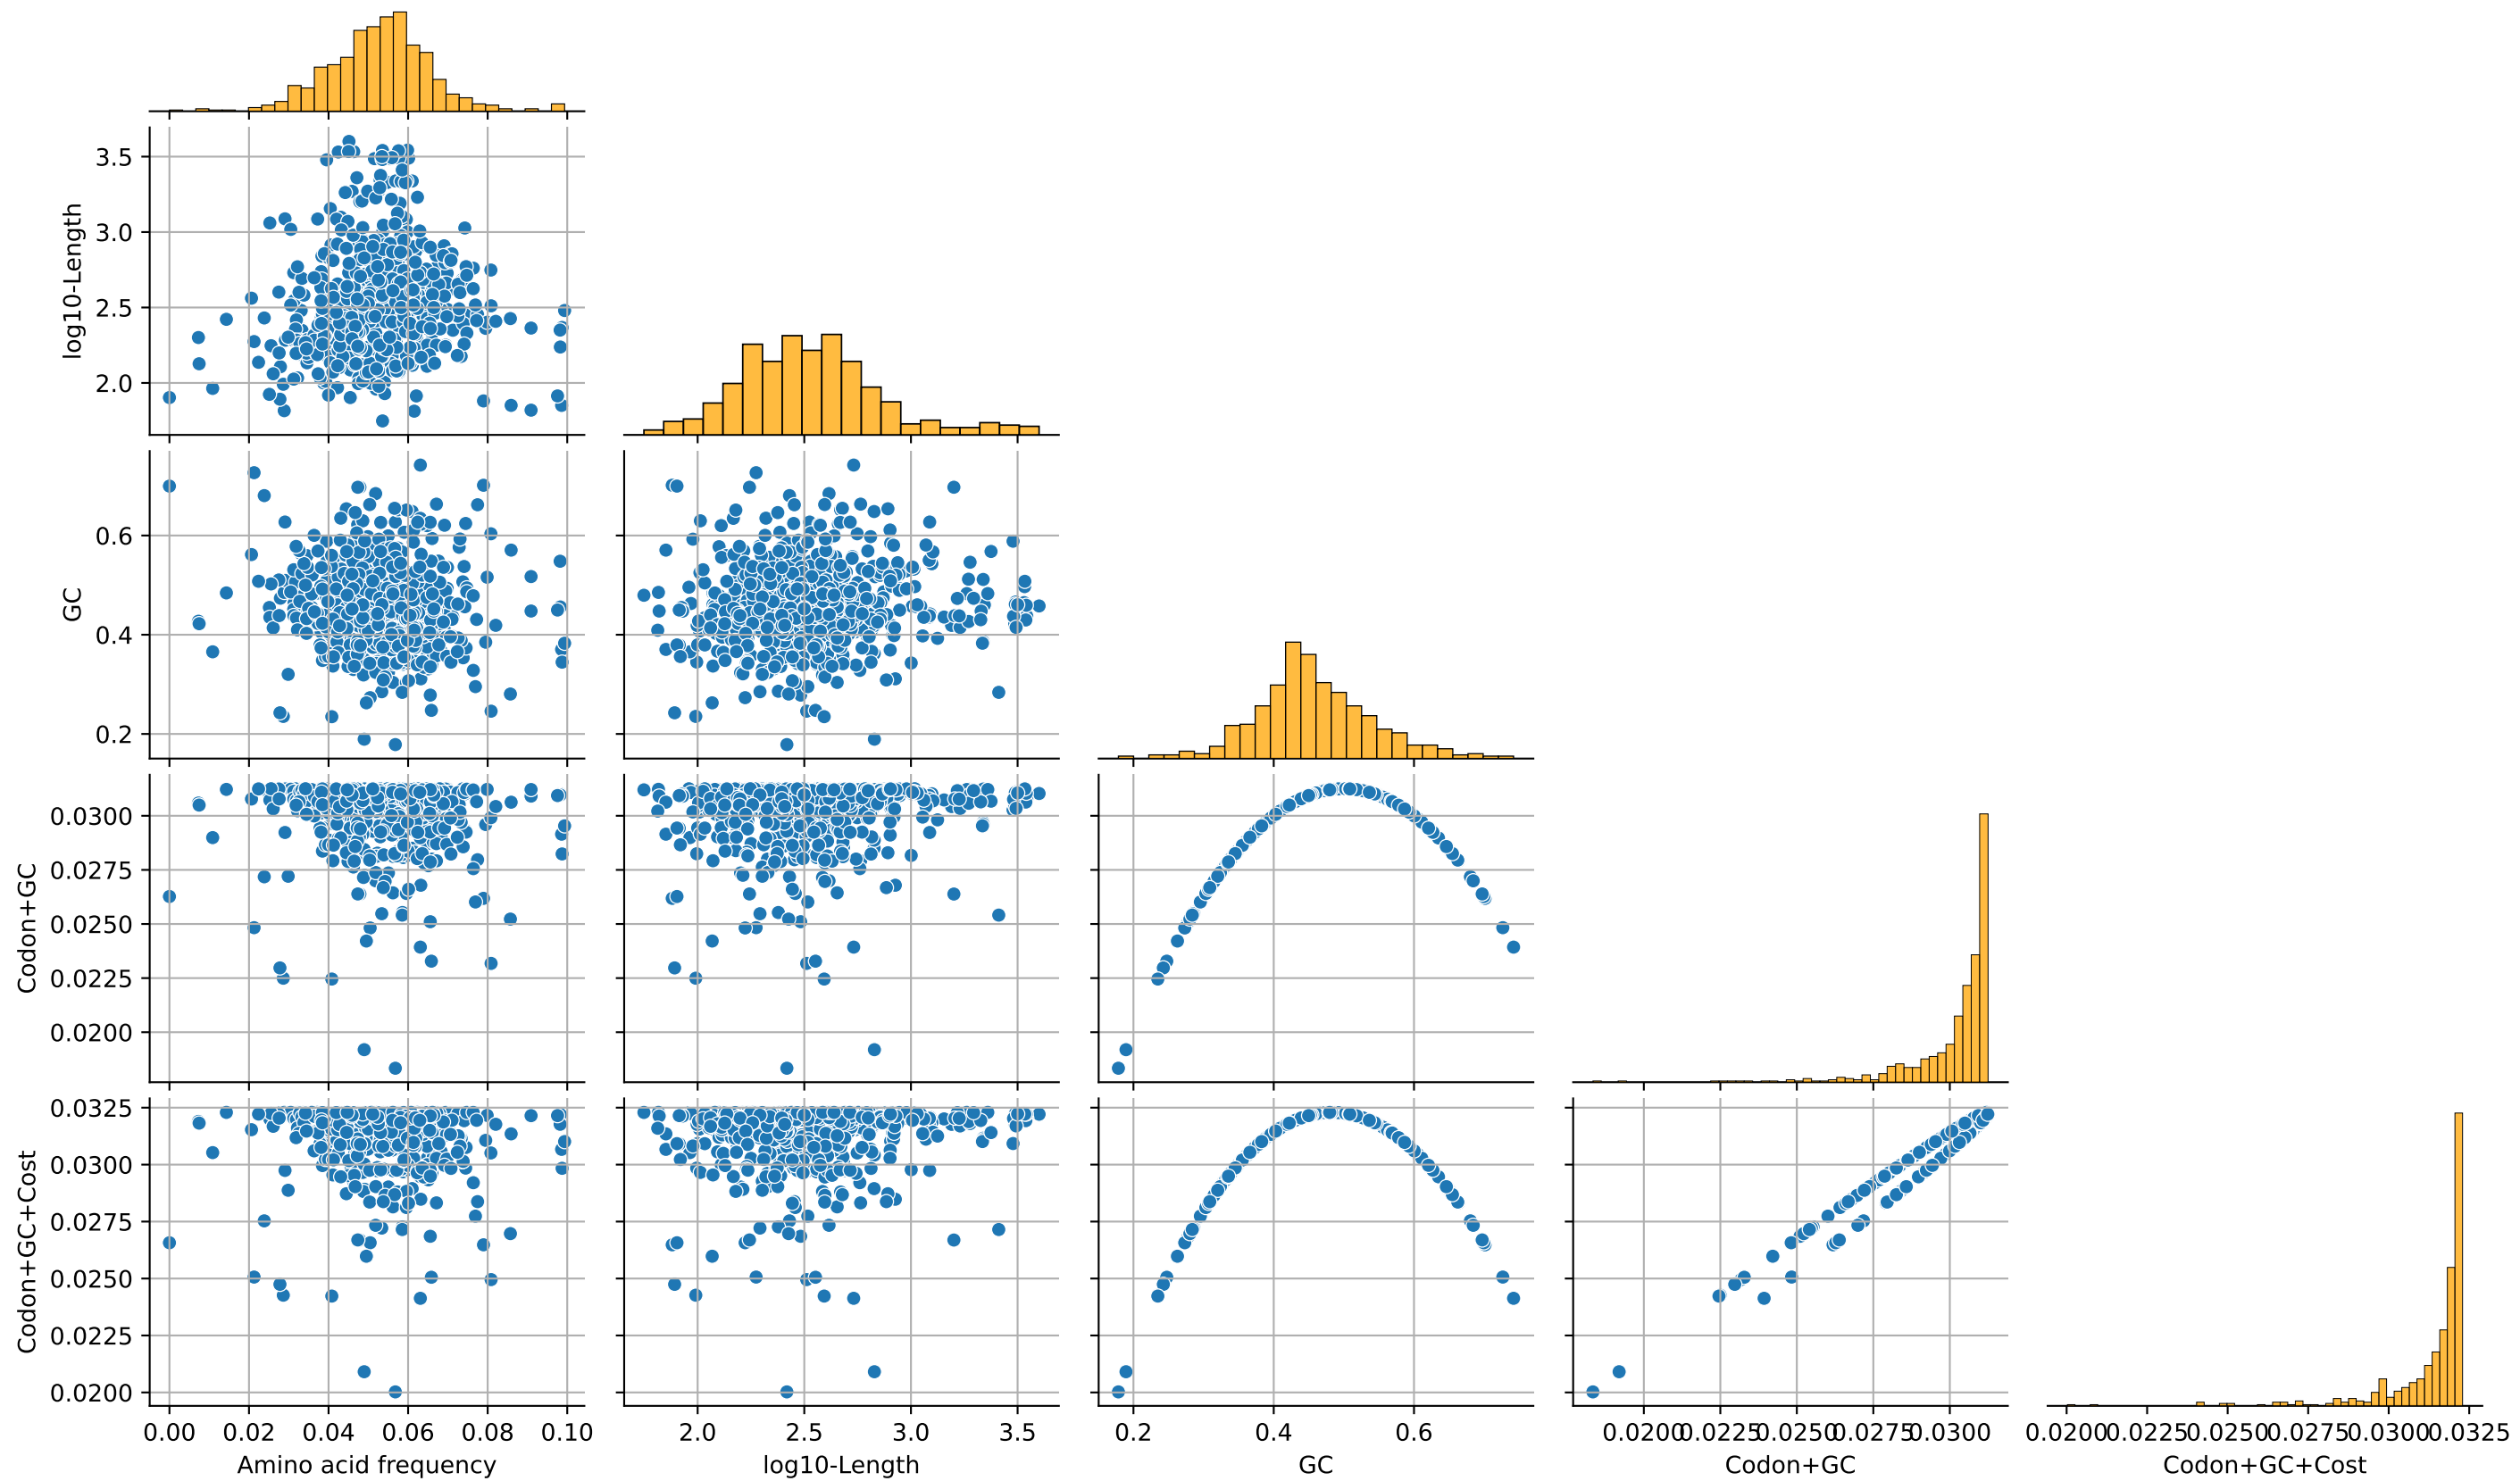 3.5
3.0
2.5
2.0
log10-Length
0.6
0.4
0.2
GC
0.0300
0.0275
0.0250
0.0225
0.0200
Codon+GC
0.0325
0.0300
0.0275
0.0250
0.0225
0.0200
Codon+GC+Cost
0.00 0.02 0.04 0.06 0.08 0.10
Amino acid frequency
2.0 2.5 3.0 3.5
log10-Length
0.2 0.4 0.6
GC
0.0200 0.0225 0.0250 0.0275 0.0300
Codon+GC
0.0200 0.0225 0.0250 0.0275 0.0300 0.0325
Codon+GC+Cost